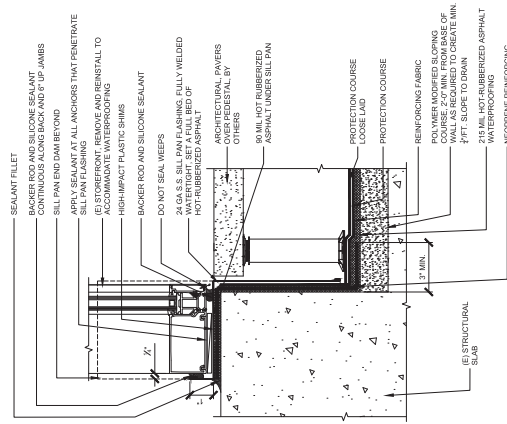 SEALANT FILLET
BACKER ROD AND SILICONE SEALANT
CONTINUOUS ALONG BACK AND 6" UP JAMBS
SILL PAN END DAM BEYOND
APPLY SEALANT AT ALL ANCHORS THAT PENETRATE
SILL PAN FLASHING
(E) STOREFRONT, REMOVE AND REINSTALL TO
ACCOMMADATE WATERPROOFING
HIGH-IMPACT PLASTIC SHIMS
BACKER ROD AND SILICONE SEALANT
DO NOT SEAL WEEPS
24 GA S.S. SILL PAN FLASHING, FULLY WELDED
WATERTIGHT. SET A FULL BED OF
HOT-RUBBERIZED ASPHALT
ARCHITECTURAL, PAVERS
OVER PEDESTAL, BY
OTHERS
90 MIL HOT RUBBERIZED
ASPHALT UNDER SILL PAN
PROTECTION COURSE
LOOSE LAID
PROTECTION COURSE
REINFORCING FABRIC
POLYMER MODIFIED SLOPING
COURSE, 2'-0" MIN. FROM BASE OF
WALL AS REQUIRED TO CREATE MIN.
"/FT. SLOPE TO DRAIN
215 MIL HOT-RUBBERIZED ASPHALT
WATERPROOFING
3" MIN.
(E) STRUCTURAL
SLAB